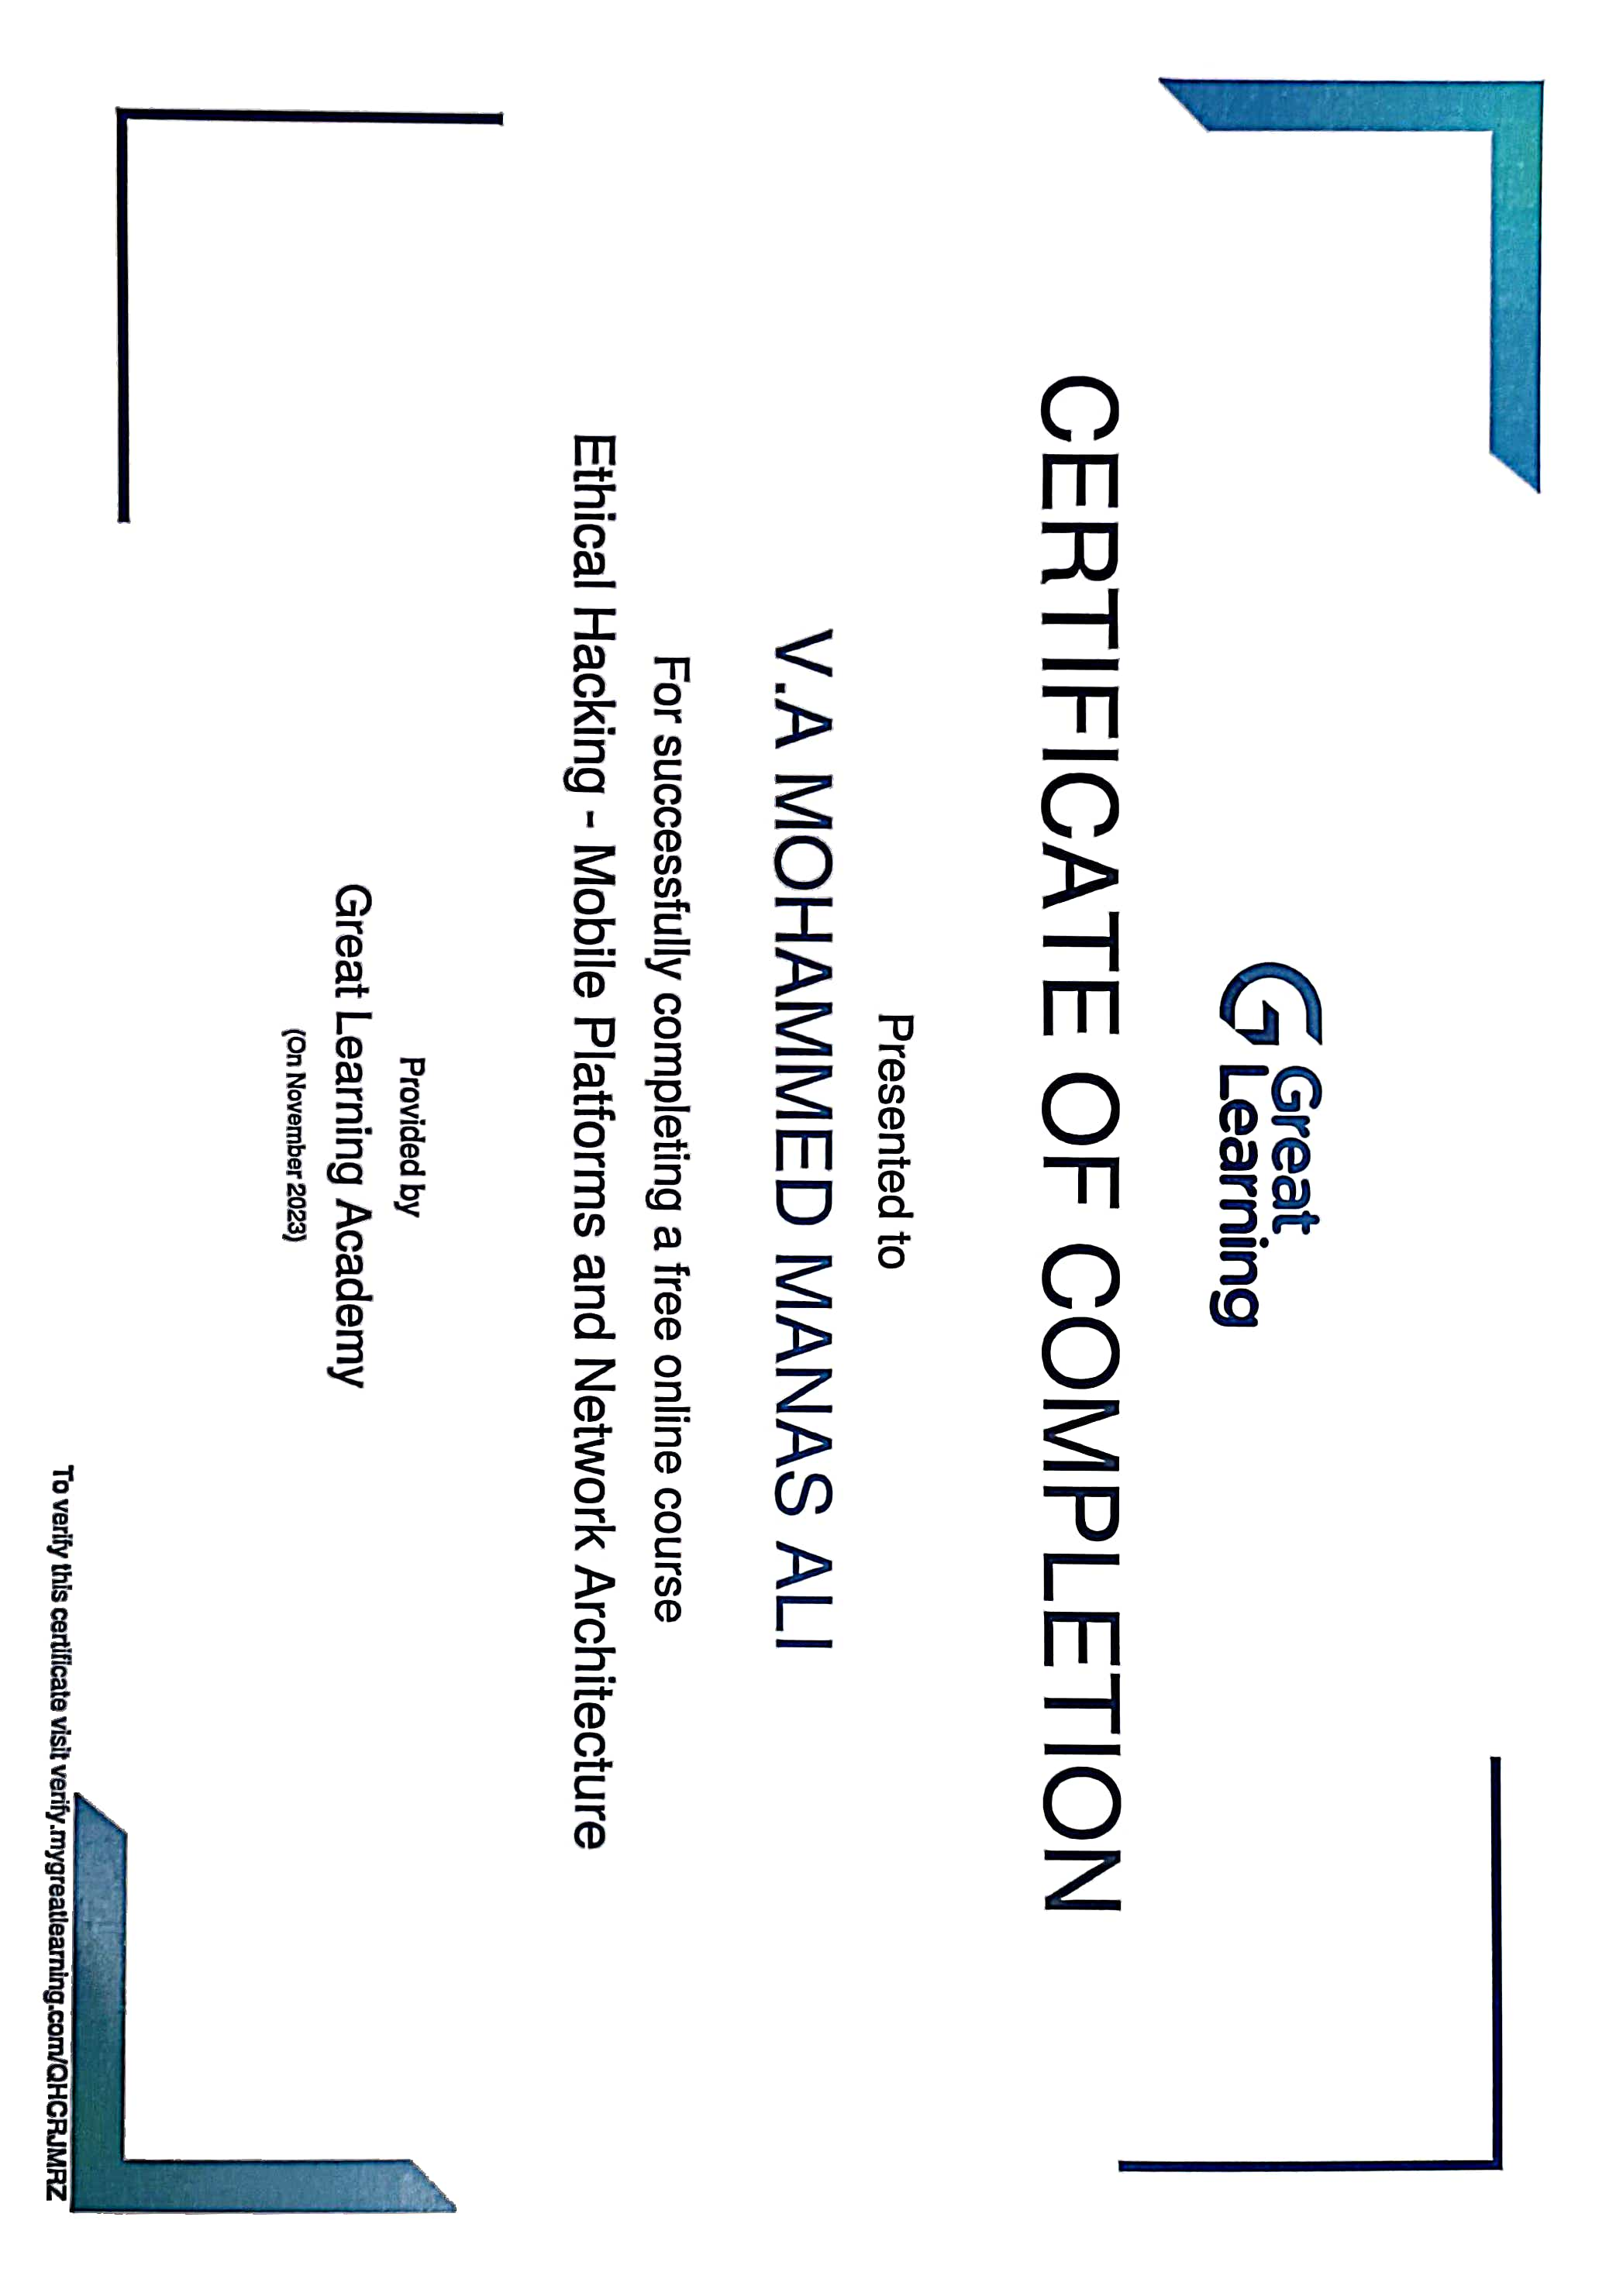 Great
Learning
CERTIFICATE OF COMPLETION
Presented to
V.A MOHAMMED MANAS ALI
For successfully completing a free online course
Ethical Hacking - Mobile Platforms and Network Architecture
Provided by
Great Learning Academy
(On November 2023)
To verify this certificate visit verify.mygreatlearning.com/QHCRJMRZ